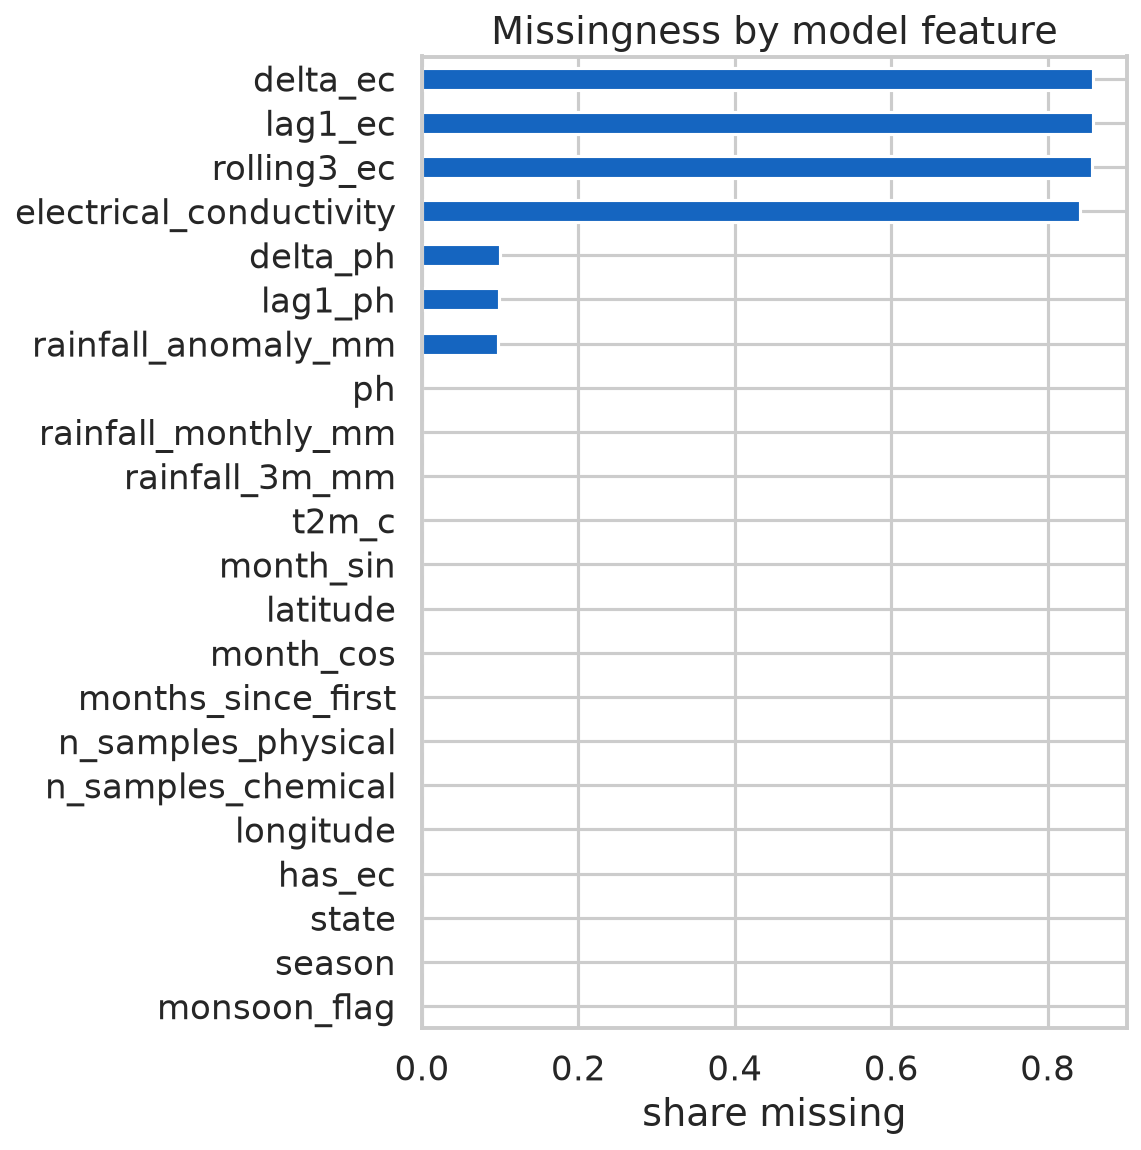 Missingness by model feature
delta_ec
lag1_ec
rolling3_ec
electrical_conductivity
delta_ph
lag1_ph
rainfall_anomaly_mm
ph
rainfall_monthly_mm
rainfall_3m_mm
t2m_c
month_sin
latitude
month_cos
months_since_first
n_samples_physical
n_samples_chemical
longitude
has_ec
state
season
monsoon_flag
0.0 0.2 0.4 0.6 0.8
share missing